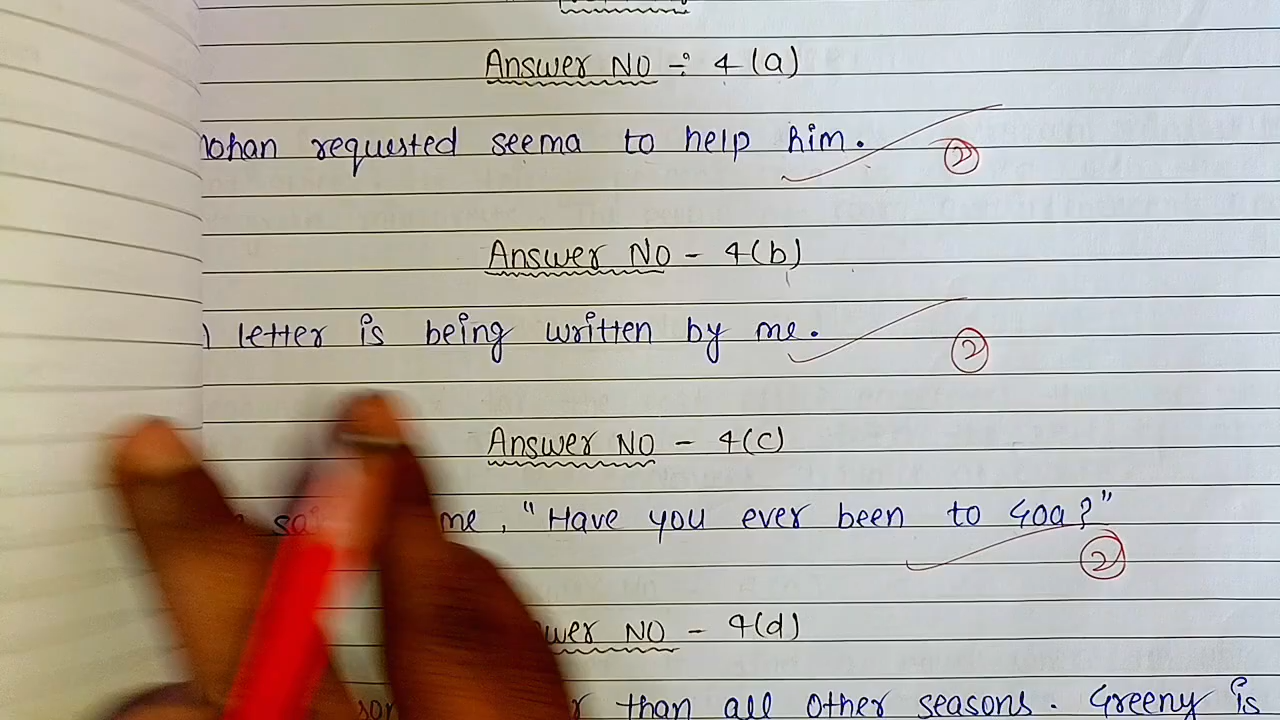 Answer No ÷ 4(a)
requested seema to help him.
2
Answer No - 4(b)
letter is being written by me.
2
Answer No - 4(c)
me, "Have you ever been to Goa?"
2
No - 4(d)
than all other seasons. Greeny is